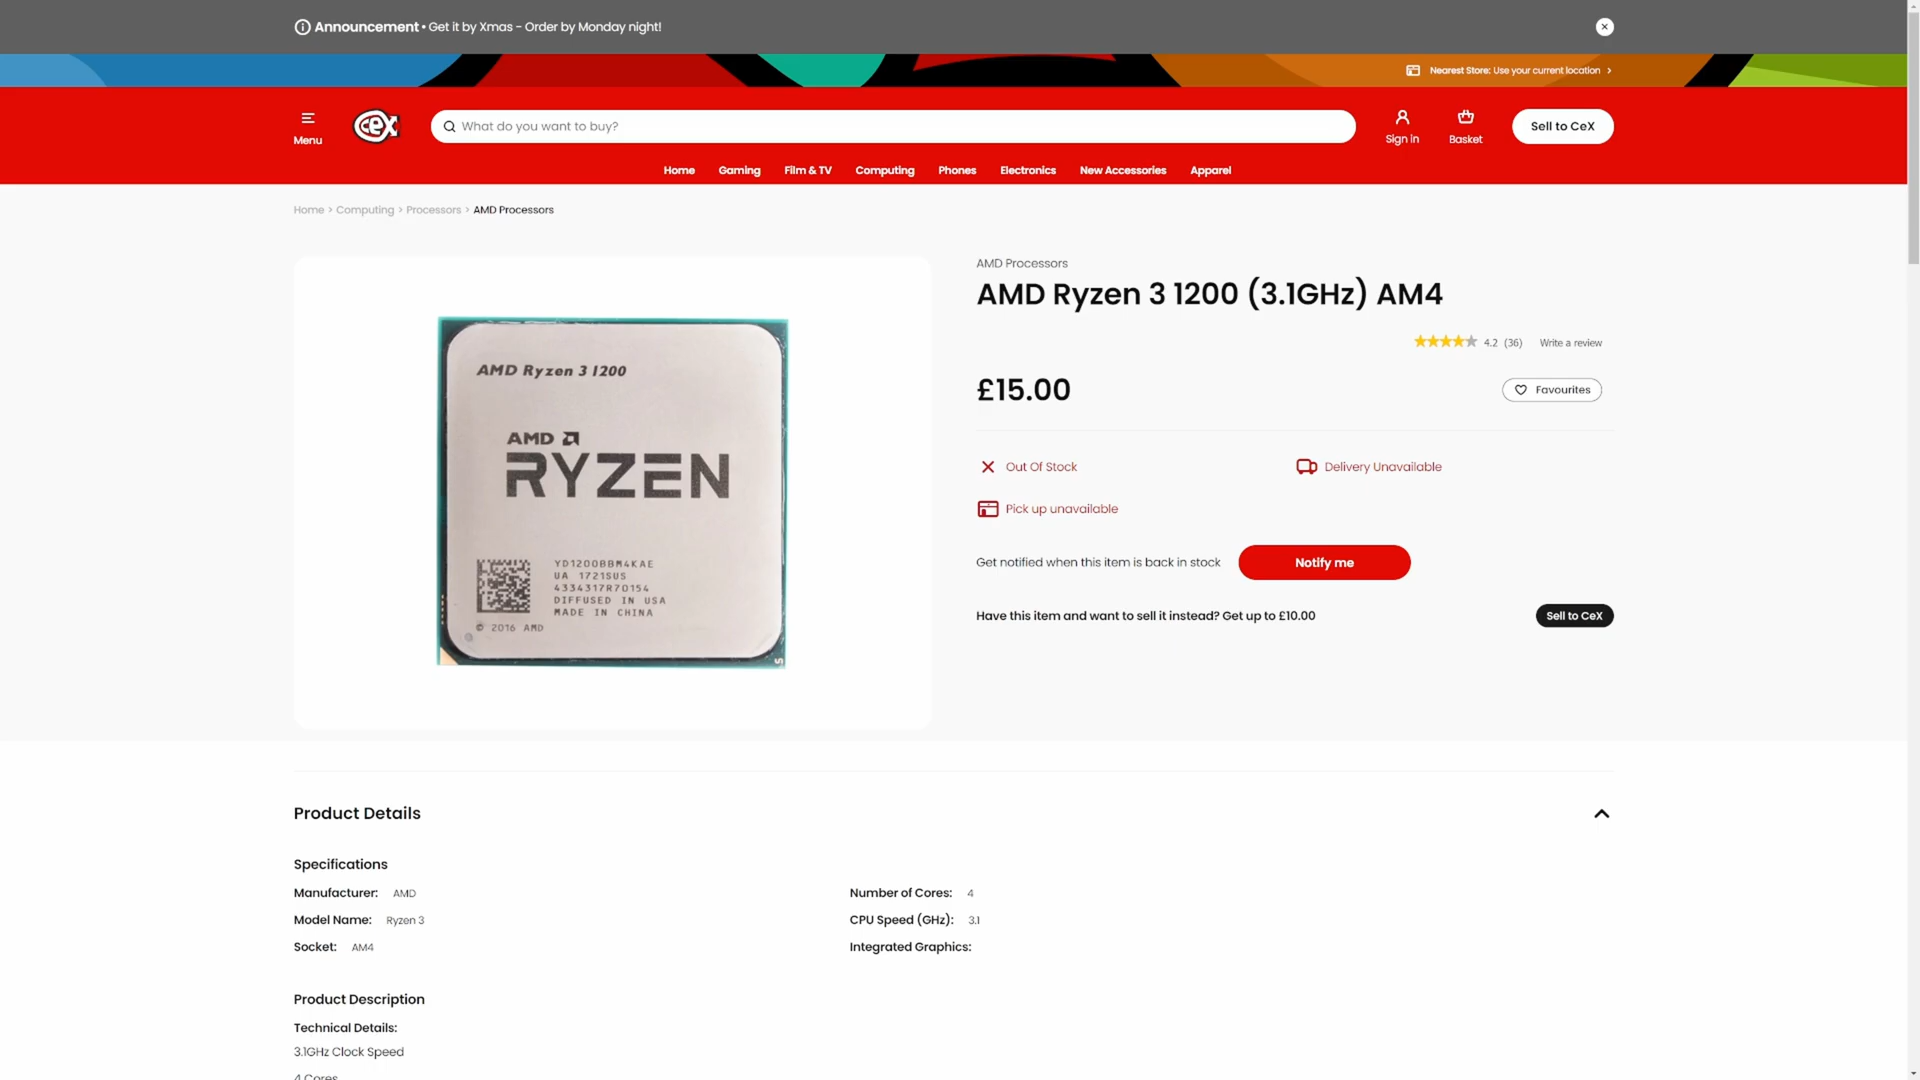 Announcement • Get it by Xmas - Order by Monday night!
Nearest Store: Use your current location
Menu
CeX
What do you want to buy?
Sign in
Basket
Sell to CeX
Home Gaming Film & TV Computing Phones Electronics New Accessories Apparel
Home > Computing > Processors > AMD Processors
AMD Ryzen 3 1200
AMD
RYZEN
YD1200BBM4KAE
UA 1721SUS
4334317R70154
DIFFUSED IN USA
MADE IN CHINA
© 2016 AMD
AMD Processors
AMD Ryzen 3 1200 (3.1GHz) AM4
4.2 (36) Write a review
£15.00
Favourites
Out Of Stock
Delivery Unavailable
Pick up unavailable
Get notified when this item is back in stock
Notify me
Have this item and want to sell it instead? Get up to £10.00
Sell to CeX
Product Details
Specifications
Manufacturer: AMD
Number of Cores: 4
Model Name: Ryzen 3
CPU Speed (GHz): 3.1
Socket: AM4
Integrated Graphics:
Product Description
Technical Details:
3.1GHz Clock Speed
4 Cores